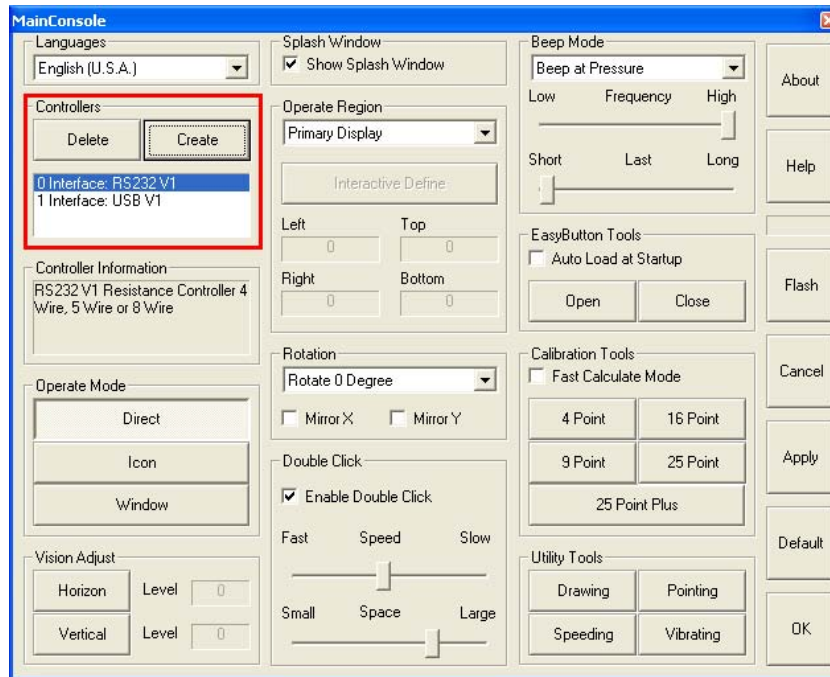 MainConsole
Languages
English (U.S.A.)
Controllers
Delete Create
0 Interface: RS232 V1
1 Interface: USB V1
Controller Information
RS232 V1 Resistance Controller 4
Wire, 5 Wire or 8 Wire
Operate Mode
Direct
Icon
Window
Vision Adjust
Horizon Level 0
Vertical Level 0
Splash Window
Show Splash Window
Operate Region
Primary Display
Interactive Define
Left Top
0 0
Right Bottom
0 0
Rotation
Rotate 0 Degree
Mirror X Mirror Y
Double Click
Enable Double Click
Fast Speed Slow
Small Space Large
Beep Mode
Beep at Pressure
Low Frequency High
Short Last Long
EasyButton Tools
Auto Load at Startup
Open Close
Calibration Tools
Fast Calculate Mode
4 Point 16 Point
9 Point 25 Point
25 Point Plus
Utility Tools
Drawing Pointing
Speeding Vibrating
About
Help
Flash
Cancel
Apply
Default
OK